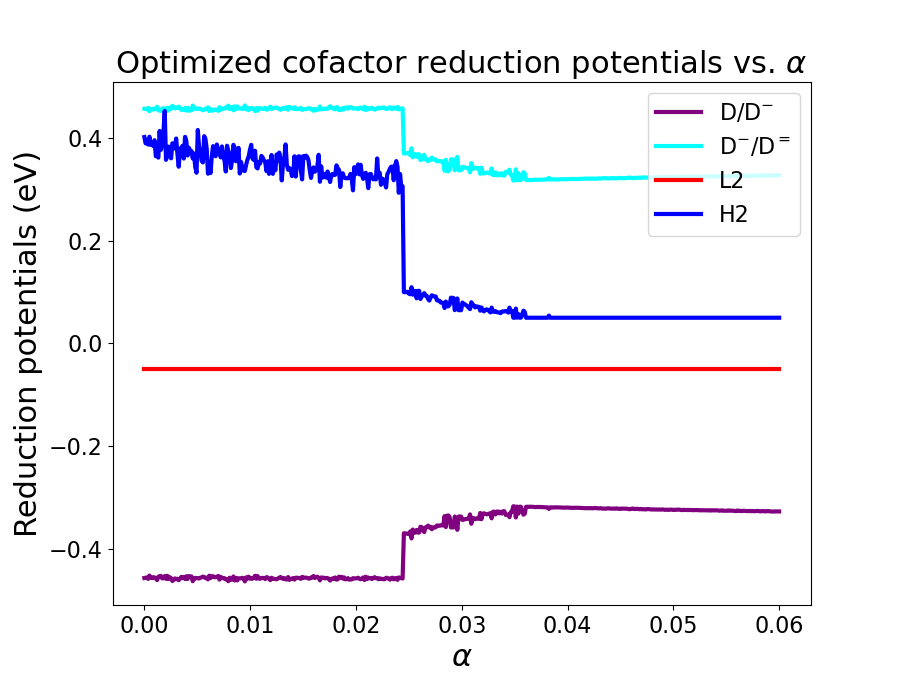 Optimized cofactor reduction potentials vs. α
Reduction potentials (eV)
0.4
0.2
0.0
−0.2
−0.4
D/D⁻
D⁻/D⁼
L2
H2
0.00 0.01 0.02 0.03 0.04 0.05 0.06
α